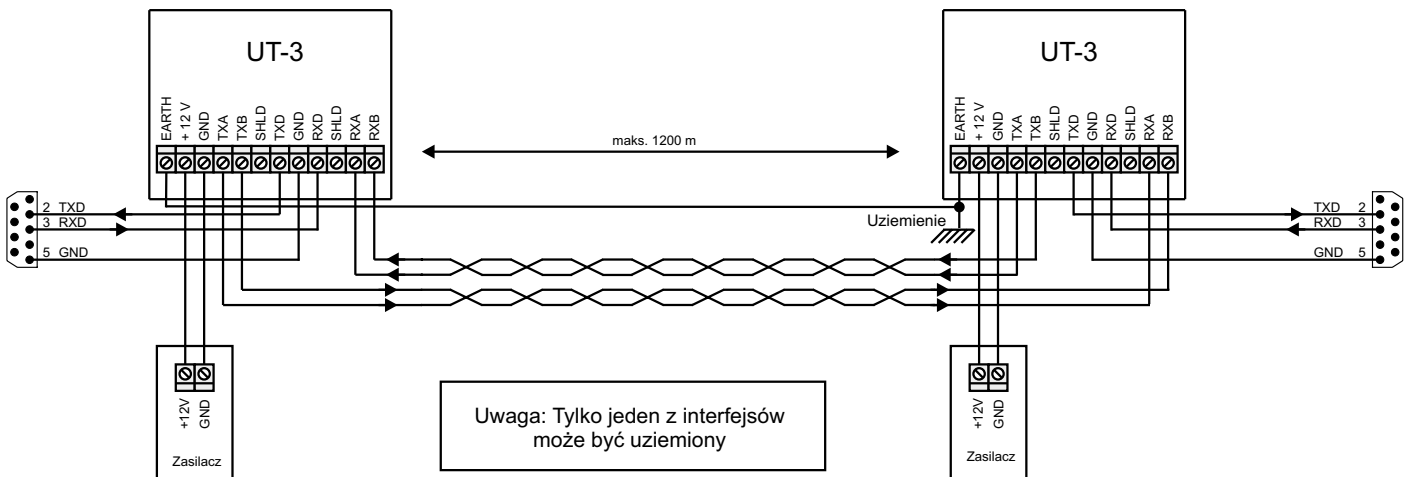 UT-3
UT-3
EARTH
+ 12 V
GND
TXA
TXB
SHLD
TXD
GND
RXD
SHLD
RXA
RXB
EARTH
+ 12 V
GND
TXA
TXB
SHLD
TXD
GND
RXD
SHLD
RXA
RXB
maks. 1200 m
2 TXD
3 RXD
5 GND
Uziemienie
TXD 2
RXD 3
GND 5
+12V
GND
Zasilacz
Uwaga: Tylko jeden z interfejsów
może być uziemiony
+12V
GND
Zasilacz